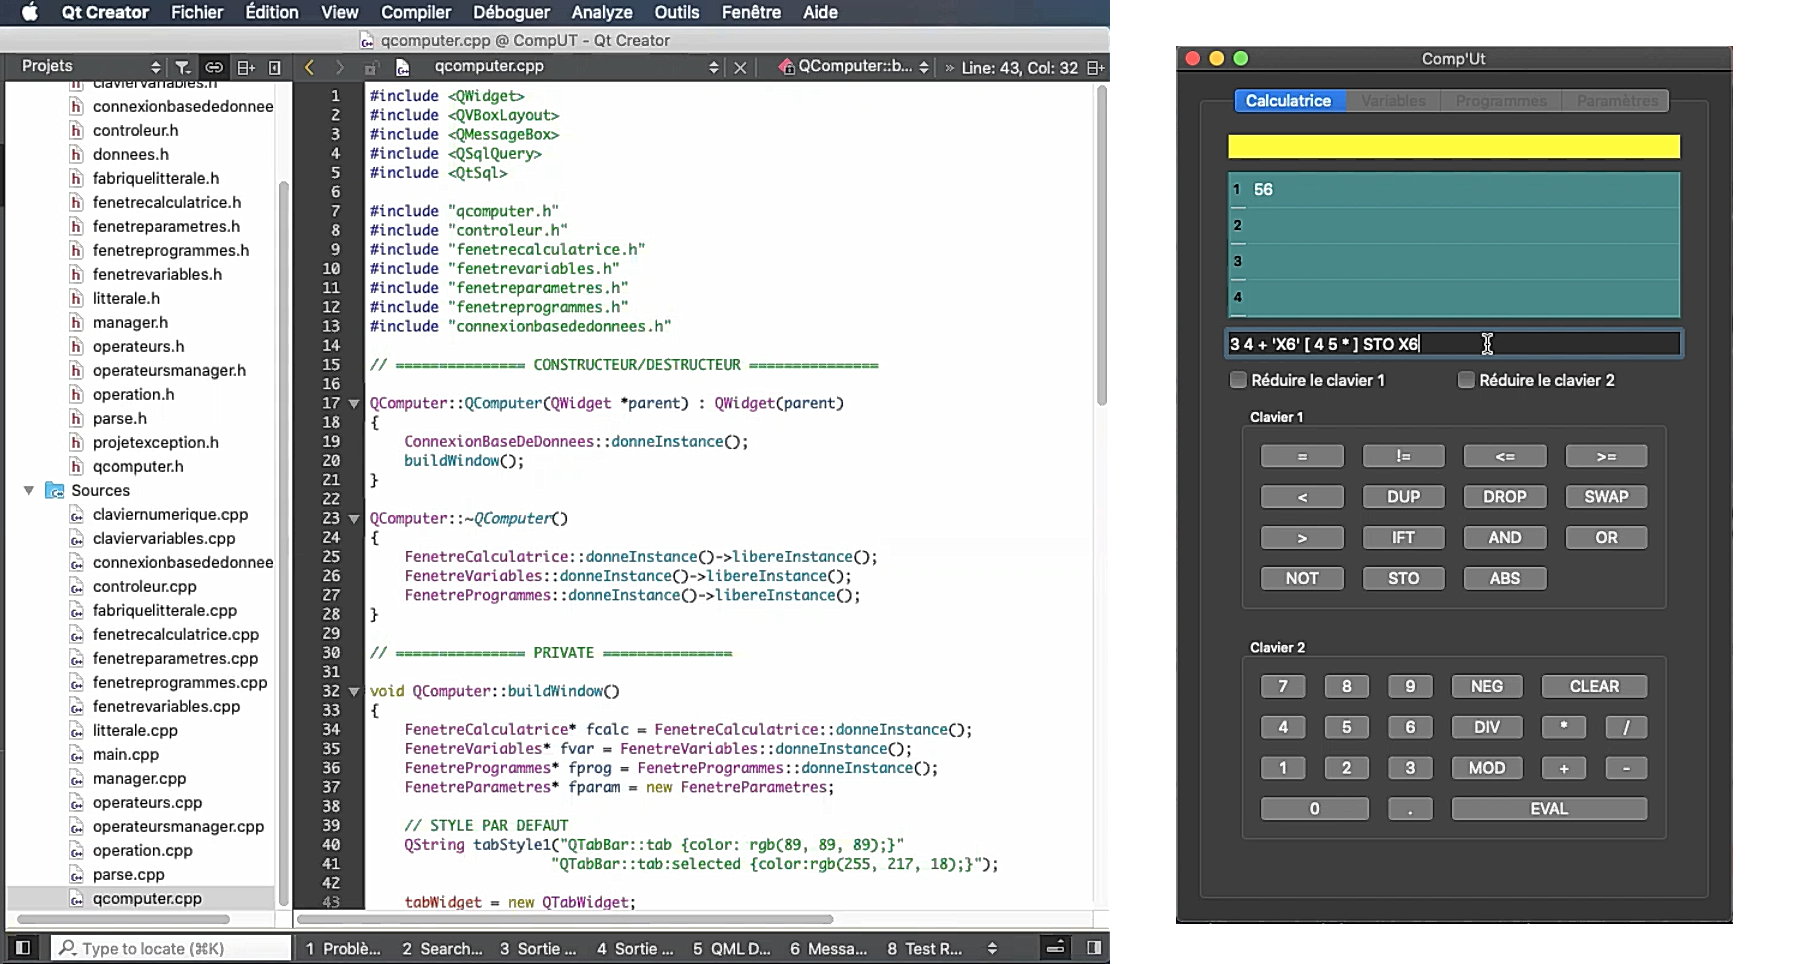 Qt Creator Fichier Édition View Compiler Déboguer Analyze Outils Fenêtre Aide
qcomputer.cpp @ CompUT - Qt Creator
Projets
qcomputer.cpp
QComputer::b...
» Line: 43, Col: 32
claviervariables.h
connexionbasededonnee
controleur.h
donnees.h
fabriquelitterale.h
fenetrecalculatrice.h
fenetreparametres.h
fenetreprogrammes.h
fenetrevariables.h
litterale.h
manager.h
operateurs.h
operateursmanager.h
operation.h
parse.h
projetexception.h
qcomputer.h
Sources
claviernumerique.cpp
claviervariables.cpp
connexionbasededonnee
controleur.cpp
fabriquelitterale.cpp
fenetrecalculatrice.cpp
fenetreparametres.cpp
fenetreprogrammes.cpp
fenetrevariables.cpp
litterale.cpp
main.cpp
manager.cpp
operateurs.cpp
operateursmanager.cpp
operation.cpp
parse.cpp
qcomputer.cpp
1 #include <QWidget>
2 #include <QVBoxLayout>
3 #include <QMessageBox>
4 #include <QSqlQuery>
5 #include <QtSql>
6
7 #include "qcomputer.h"
8 #include "controleur.h"
9 #include "fenetrecalculatrice.h"
10 #include "fenetrevariables.h"
11 #include "fenetreparametres.h"
12 #include "fenetreprogrammes.h"
13 #include "connexionbasededonnees.h"
14
15 // =============== CONSTRUCTEUR/DESTRUCTEUR ===============
16
17 QComputer::QComputer(QWidget *parent) : QWidget(parent)
18 {
19 ConnexionBaseDeDonnees::donneInstance();
20 buildWindow();
21 }
22
23 QComputer::~QComputer()
24 {
25 FenetreCalculatrice::donneInstance()->libereInstance();
26 FenetreVariables::donneInstance()->libereInstance();
27 FenetreProgrammes::donneInstance()->libereInstance();
28 }
29
30 // =============== PRIVATE ===============
31
32 void QComputer::buildWindow()
33 {
34 FenetreCalculatrice* fcalc = FenetreCalculatrice::donneInstance();
35 FenetreVariables* fvar = FenetreVariables::donneInstance();
36 FenetreProgrammes* fprog = FenetreProgrammes::donneInstance();
37 FenetreParametres* fparam = new FenetreParametres;
38
39 // STYLE PAR DEFAUT
40 QString tabStyle1("QTabBar::tab {color: rgb(89, 89, 89);}"
41 "QTabBar::tab:selected {color:rgb(255, 217, 18);}");
42
43 tabWidget = new QTabWidget;
Type to locate (⌘K)
1 Problè... 2 Search... 3 Sortie ... 4 Sortie ... 5 QML D... 6 Messa... 8 Test R...
Comp'Ut
Calculatrice Variables Programmes Paramètres
1 56
2
3
4
3 4 + 'X6' [ 4 5 * ] STO X6
Réduire le clavier 1 Réduire le clavier 2
Clavier 1
= != <= >=
< DUP DROP SWAP
> IFT AND OR
NOT STO ABS
Clavier 2
7 8 9 NEG CLEAR
4 5 6 DIV * /
1 2 3 MOD + -
0 . EVAL